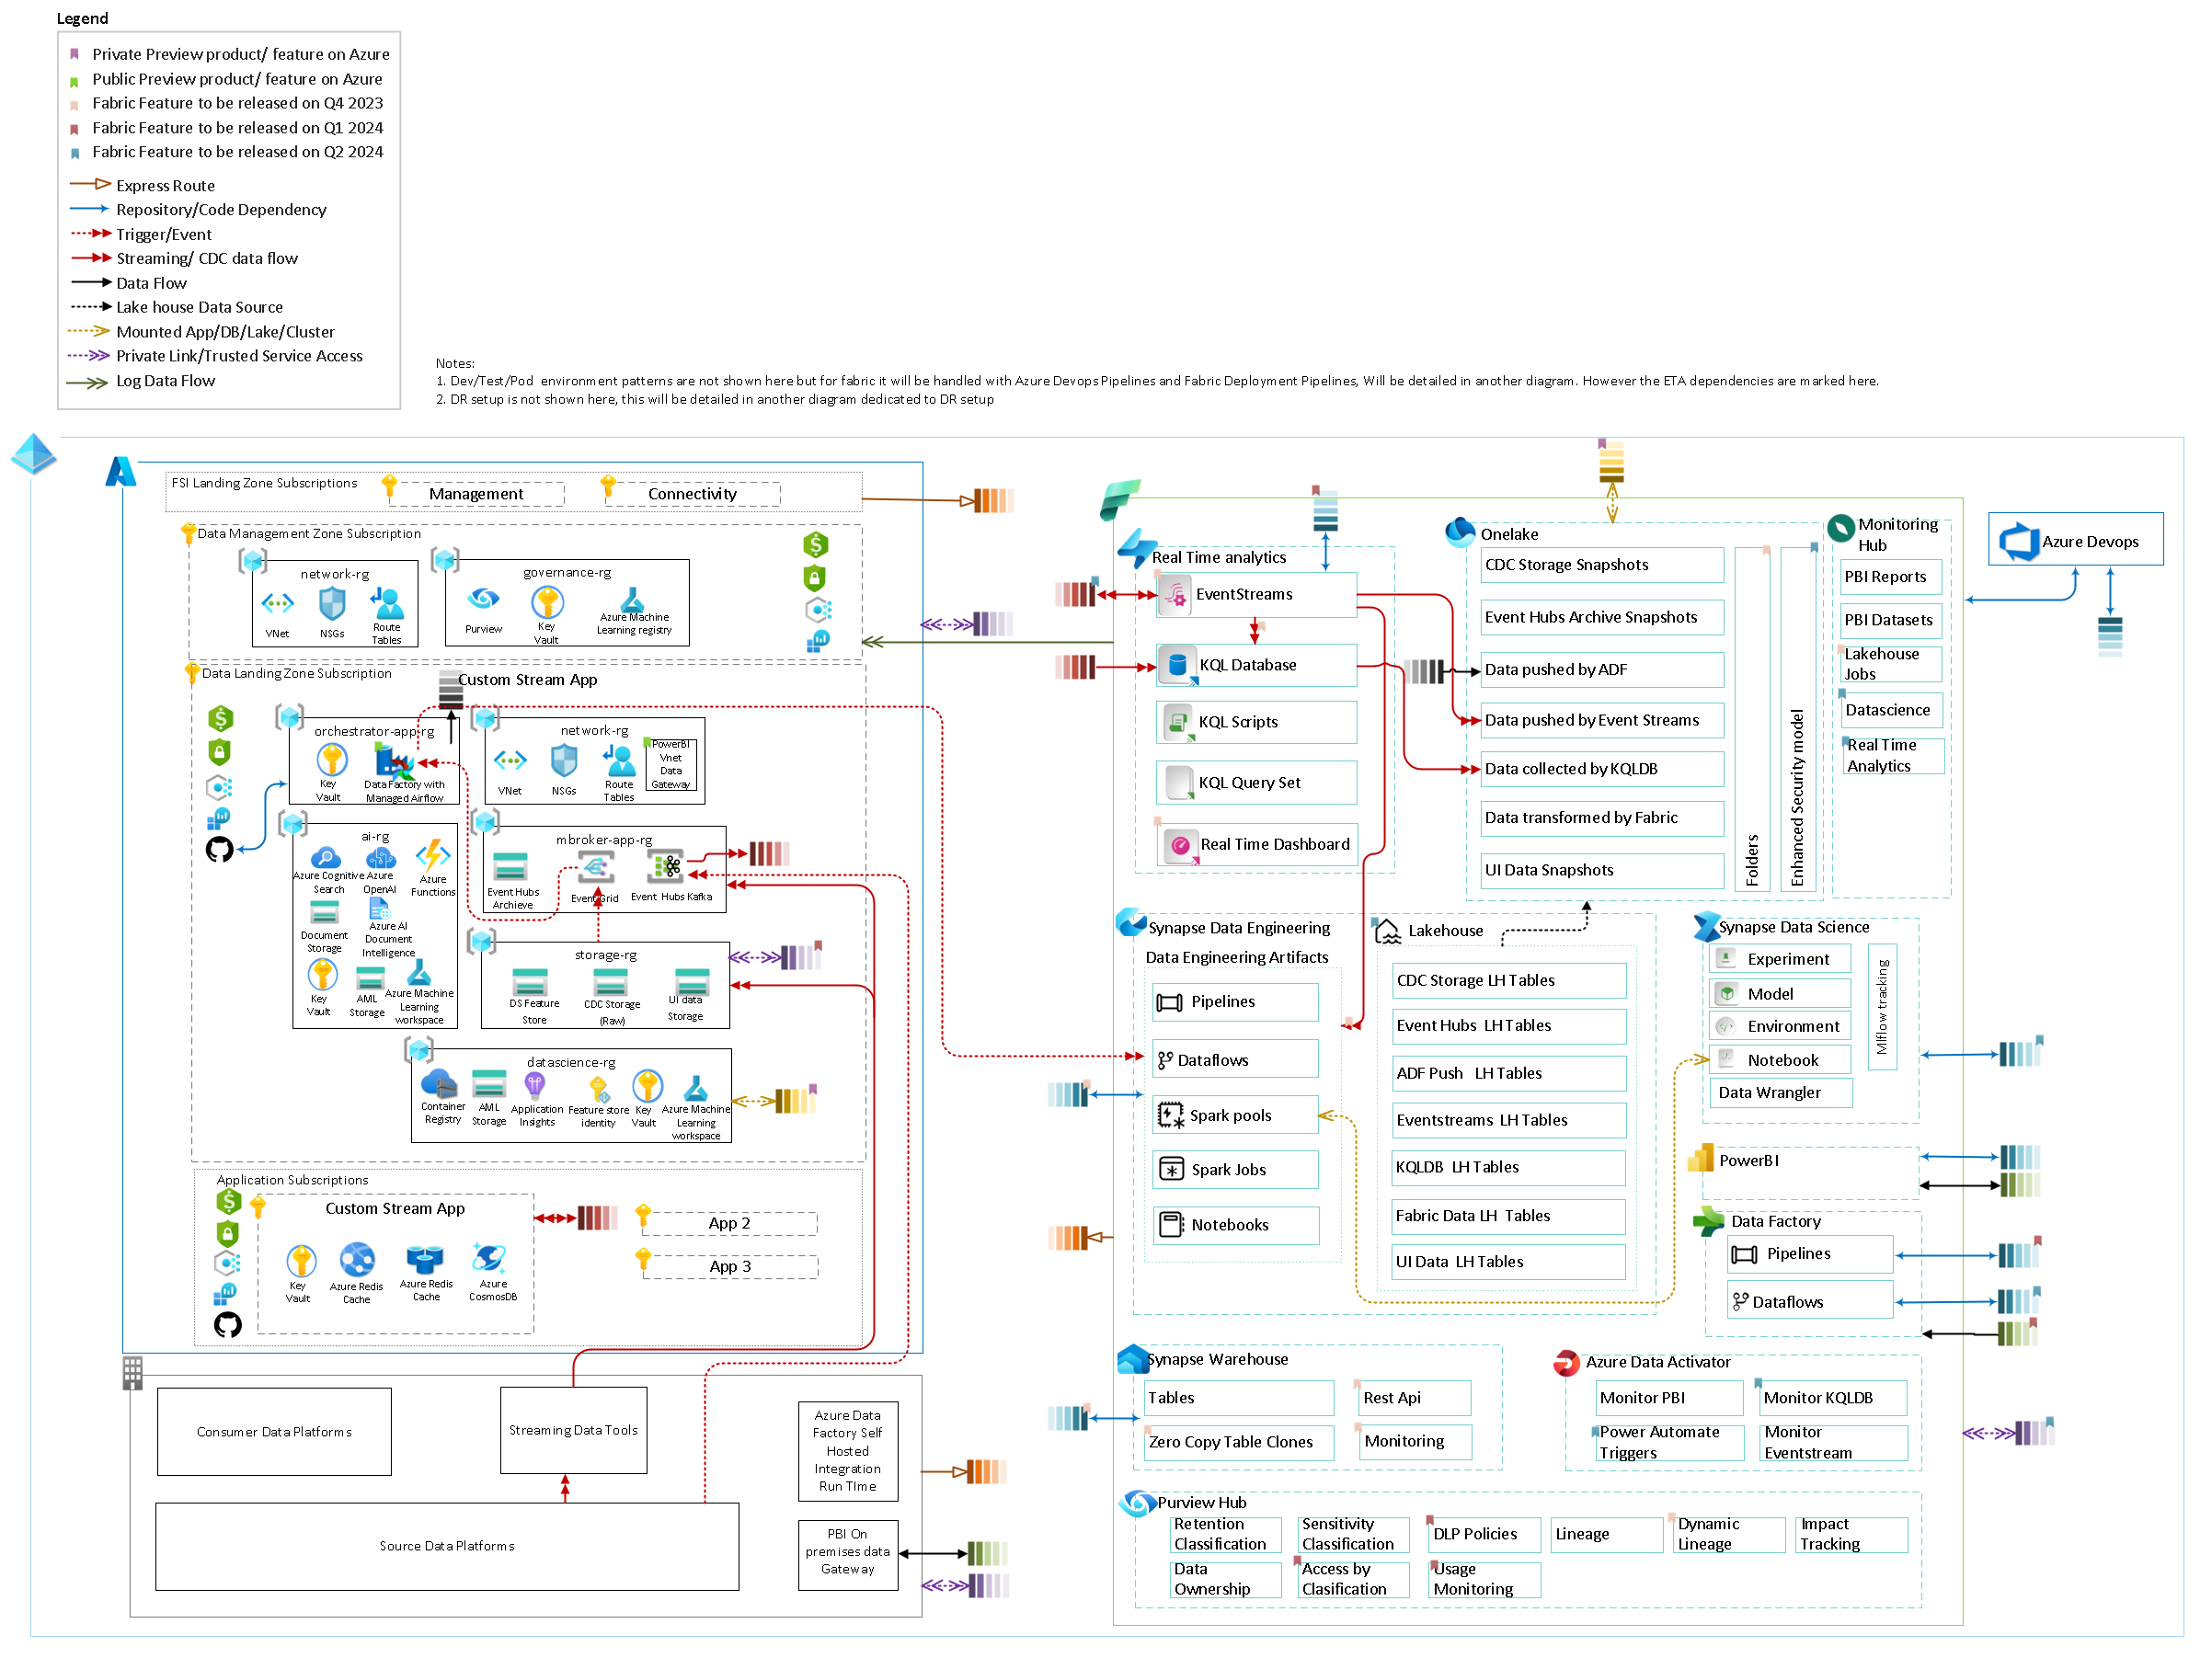 Legend
Private Preview product/ feature on Azure
Public Preview product/ feature on Azure
Fabric Feature to be released on Q4 2023
Fabric Feature to be released on Q1 2024
Fabric Feature to be released on Q2 2024
Express Route
Repository/Code Dependency
Trigger/Event
Streaming/ CDC data flow
Data Flow
Lake house Data Source
Mounted App/DB/Lake/Cluster
Private Link/Trusted Service Access
Log Data Flow
Notes:
1. Dev/Test/Pod environment patterns are not shown here but for fabric it will be handled with Azure Devops Pipelines and Fabric Deployment Pipelines, Will be detailed in another diagram. However the ETA dependencies are marked here.
2. DR setup is not shown here, this will be detailed in another diagram dedicated to DR setup
FSI Landing Zone Subscriptions
Management
Connectivity
Data Management Zone Subscription
network-rg
VNet
NSGs
Route
Tables
governance-rg
Purview
Key
Vault
Azure Machine
Learning registry
Data Landing Zone Subscription
Custom Stream App
orchestrator-app-rg
Key
Vault
Data Factory with
Managed Airflow
network-rg
VNet
NSGs
Route
Tables
PowerBI
Vnet
Data
Gateway
ai-rg
Azure Cognitive
Search
Azure
OpenAI
Azure
Functions
Document
Storage
Azure AI
Document
Intelligence
Key
Vault
AML
Storage
Azure Machine
Learning
workspace
mbroker-app-rg
Event Hubs
Archieve
Event Grid
Event Hubs Kafka
storage-rg
DS Feature
Store
CDC Storage
(Raw)
UI data
Storage
datascience-rg
Container
Registry
AML
Storage
Application
Insights
Feature store
identity
Key
Vault
Azure Machine
Learning
workspace
Application Subscriptions
Custom Stream App
Key
Vault
Azure Redis
Cache
Azure Redis
Cache
Azure
CosmosDB
App 2
App 3
Consumer Data Platforms
Streaming Data Tools
Source Data Platforms
Azure Data
Factory Self
Hosted
Integration
Run TIme
PBI On
premises data
Gateway
Real Time analytics
EventStreams
KQL Database
KQL Scripts
KQL Query Set
Real Time Dashboard
Onelake
CDC Storage Snapshots
Event Hubs Archive Snapshots
Data pushed by ADF
Data pushed by Event Streams
Data collected by KQLDB
Data transformed by Fabric
UI Data Snapshots
Folders
Enhanced Security model
Monitoring
Hub
PBI Reports
PBI Datasets
Lakehouse
Jobs
Datascience
Real Time
Analytics
Azure Devops
Synapse Data Engineering
Data Engineering Artifacts
Pipelines
Dataflows
Spark pools
Spark Jobs
Notebooks
Lakehouse
CDC Storage LH Tables
Event Hubs LH Tables
ADF Push LH Tables
Eventstreams LH Tables
KQLDB LH Tables
Fabric Data LH Tables
UI Data LH Tables
Synapse Data Science
Experiment
Model
Environment
Notebook
Data Wrangler
Mlflow tracking
PowerBI
Data Factory
Pipelines
Dataflows
Synapse Warehouse
Tables
Rest Api
Zero Copy Table Clones
Monitoring
Azure Data Activator
Monitor PBI
Monitor KQLDB
Power Automate
Triggers
Monitor
Eventstream
Purview Hub
Retention
Classification
Sensitivity
Classification
DLP Policies
Lineage
Dynamic
Lineage
Impact
Tracking
Data
Ownership
Access by
Clasification
Usage
Monitoring